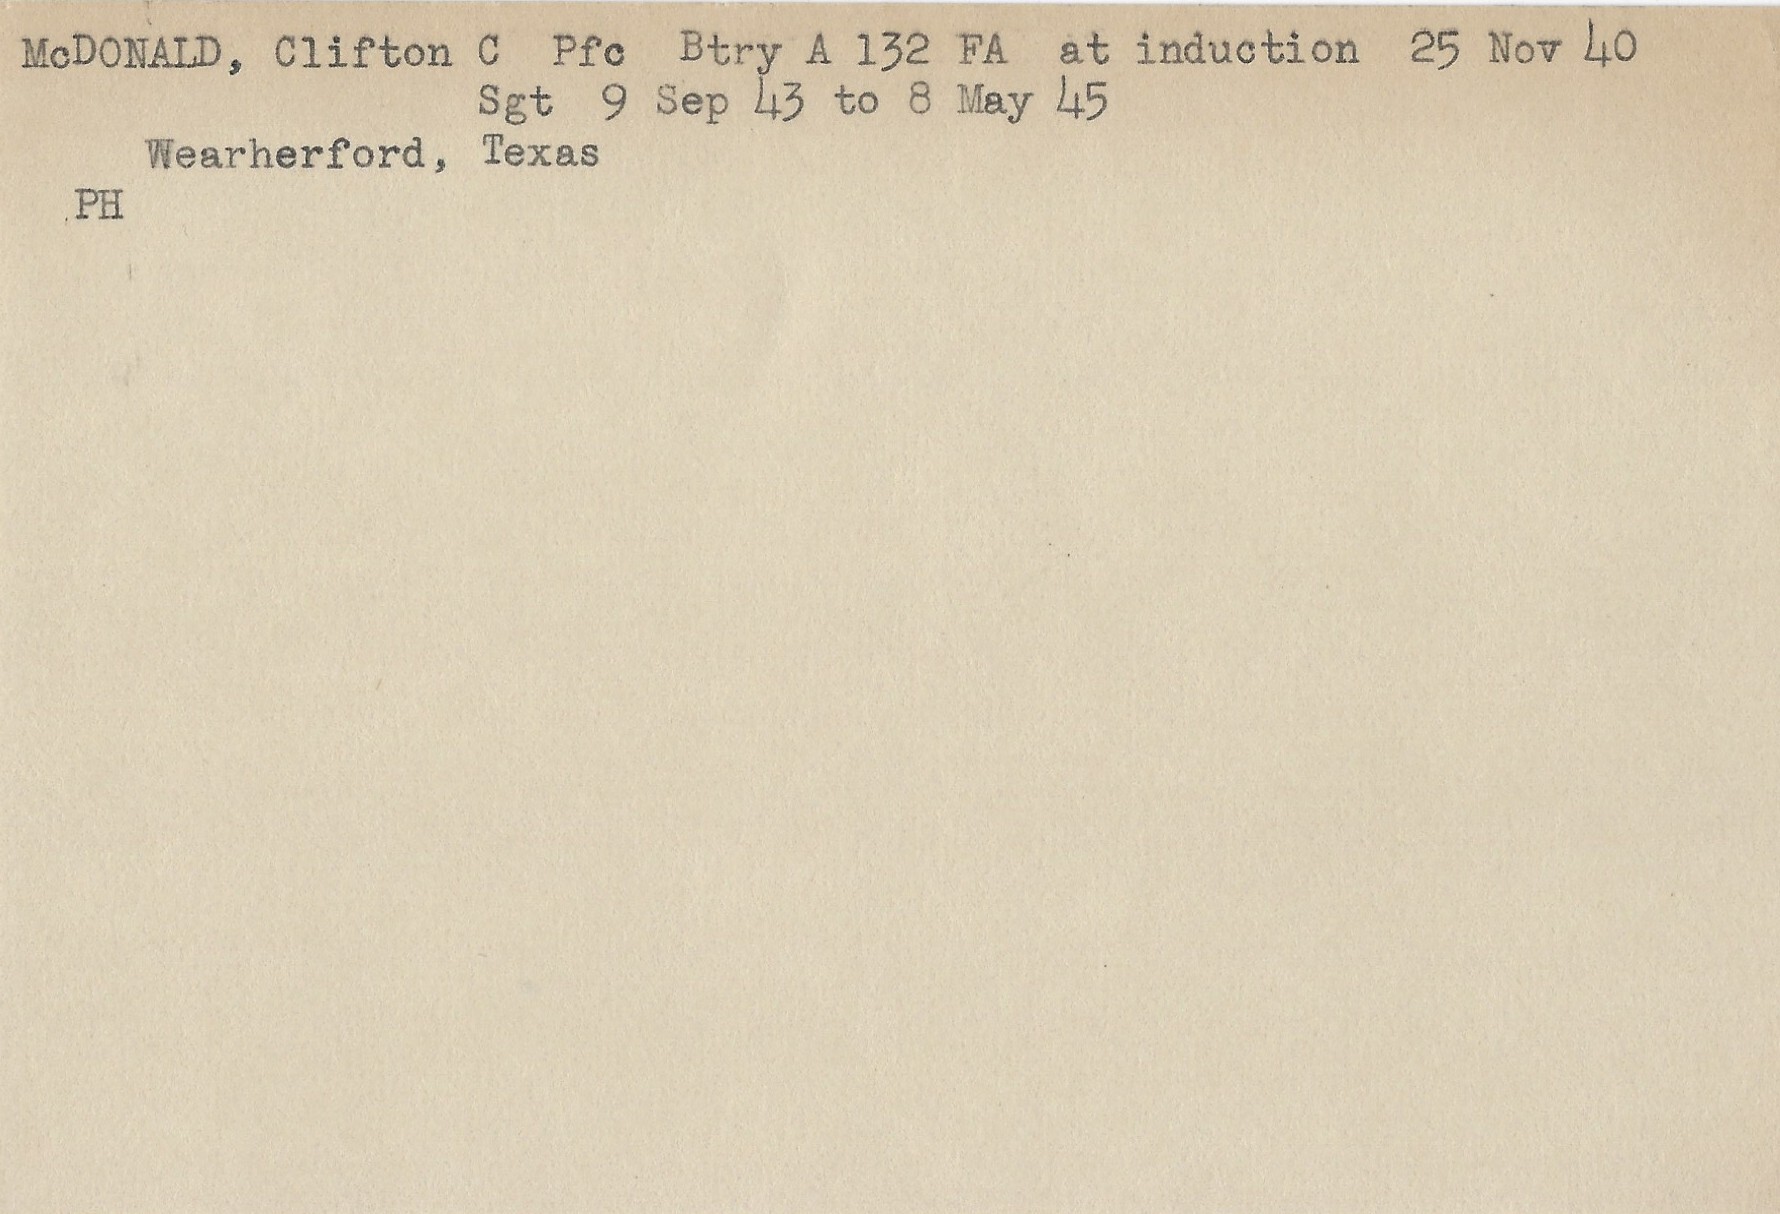 McDONALD, Clifton C Pfc Btry A 132 FA at induction 25 Nov 40
Sgt 9 Sep 43 to 8 May 45
Wearherford, Texas
PH